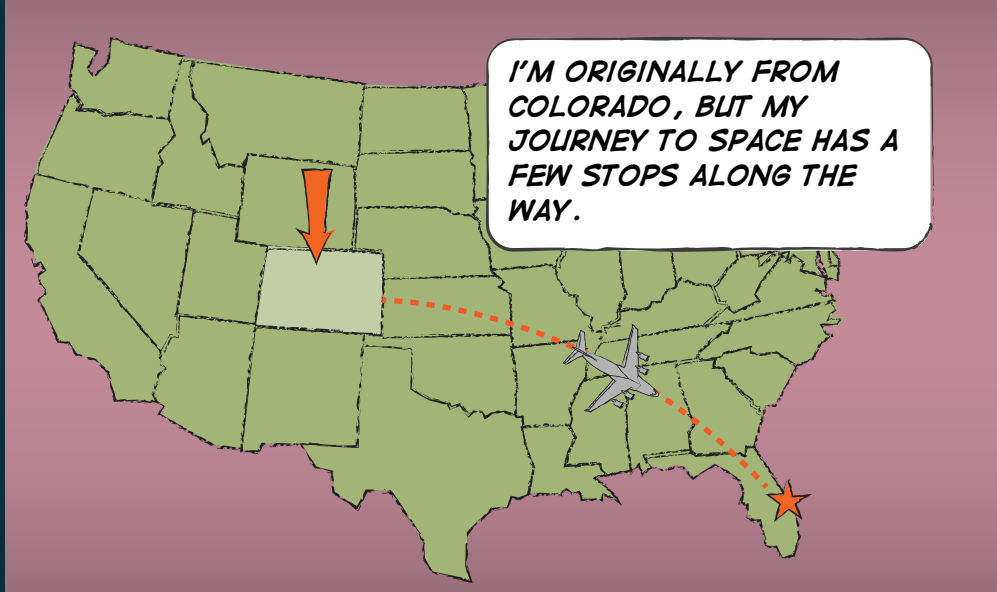 I'M ORIGINALLY FROM
COLORADO, BUT MY
JOURNEY TO SPACE HAS A
FEW STOPS ALONG THE
WAY.